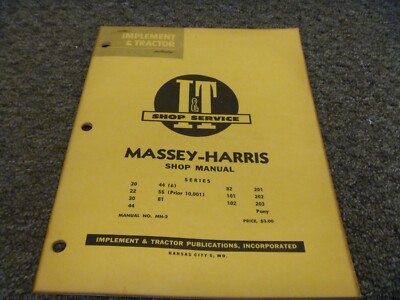 IMPLEMENT
& TRACTOR
I&T
SHOP SERVICE
MASSEY-HARRIS
SHOP MANUAL
SERIES
20 44 (6) 82 201
22 55 (Prior 10,001) 101 202
30 81 102 203
44 Pony
MANUAL NO. MH-5
PRICE, $2.00
IMPLEMENT & TRACTOR PUBLICATIONS, INCORPORATED
KANSAS CITY 5, MO.